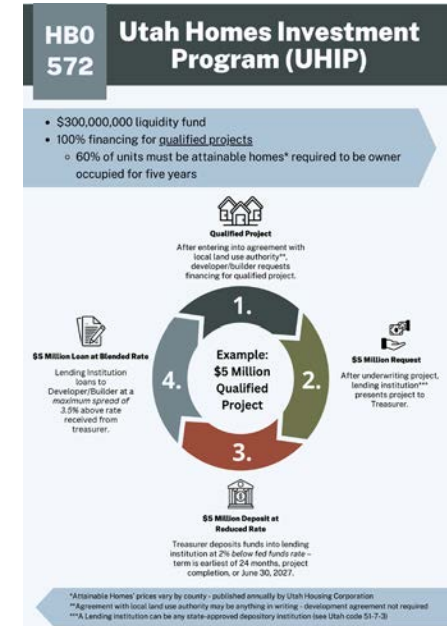 HB0
572
Utah Homes Investment
Program (UHIP)
• $300,000,000 liquidity fund
• 100% financing for qualified projects
○ 60% of units must be attainable homes* required to be owner
occupied for five years
Qualified Project
After entering into agreement with
local land use authority**,
developer/builder requests
financing for qualified project.
1.
$5 Million Request
After underwriting project,
lending institution***
presents project to
Treasurer.
2.
Example:
$5 Million
Qualified
Project
3.
$5 Million Deposit at
Reduced Rate
Treasurer deposits funds into lending
institution at 2% below fed funds rate –
term is earliest of 24 months, project
completion, or June 30, 2027.
4.
$5 Million Loan at Blended Rate
Lending Institution
loans to
Developer/Builder at a
maximum spread of
3.5% above rate
received from
treasurer.
*Attainable Homes' prices vary by county - published annually by Utah Housing Corporation
**Agreement with local land use authority may be anything in writing - development agreement not required
***A Lending institution can be any state-approved depository institution (see Utah code 51-7-3)